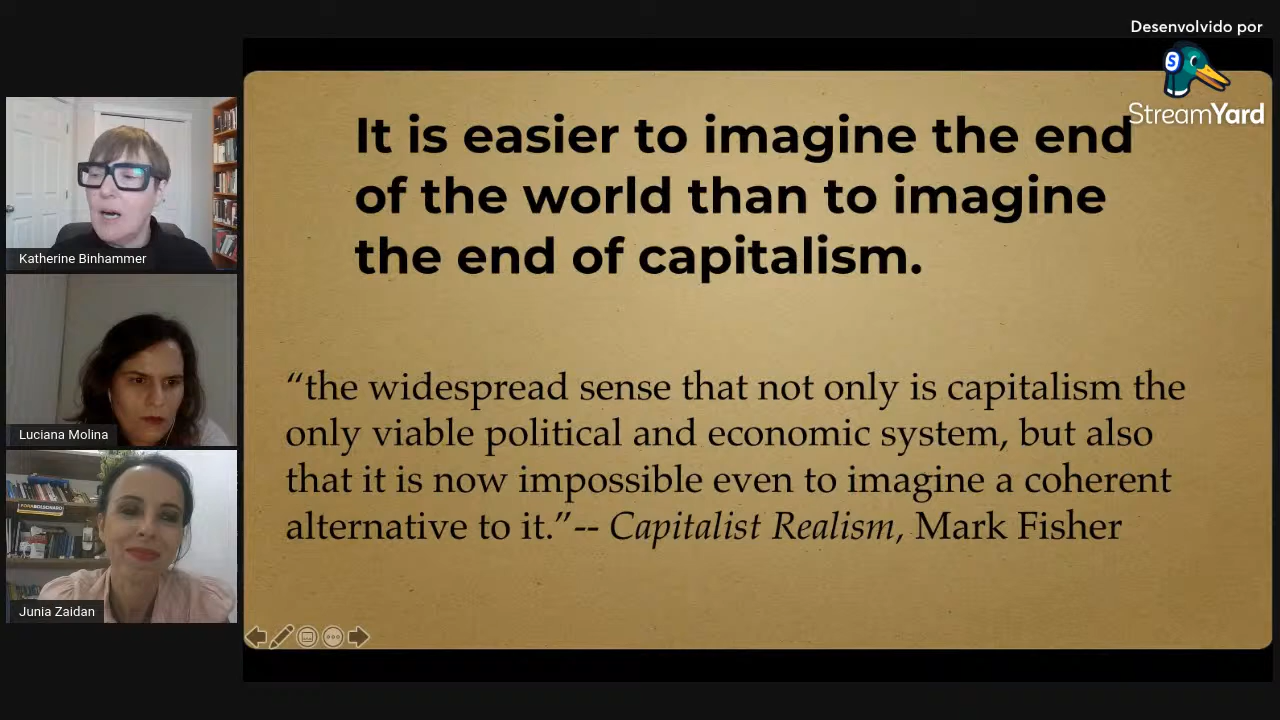 Desenvolvido por
StreamYard
It is easier to imagine the end
of the world than to imagine
the end of capitalism.
“the widespread sense that not only is capitalism the
only viable political and economic system, but also
that it is now impossible even to imagine a coherent
alternative to it.”-- Capitalist Realism, Mark Fisher
Katherine Binhammer
Luciana Molina
Junia Zaidan
S